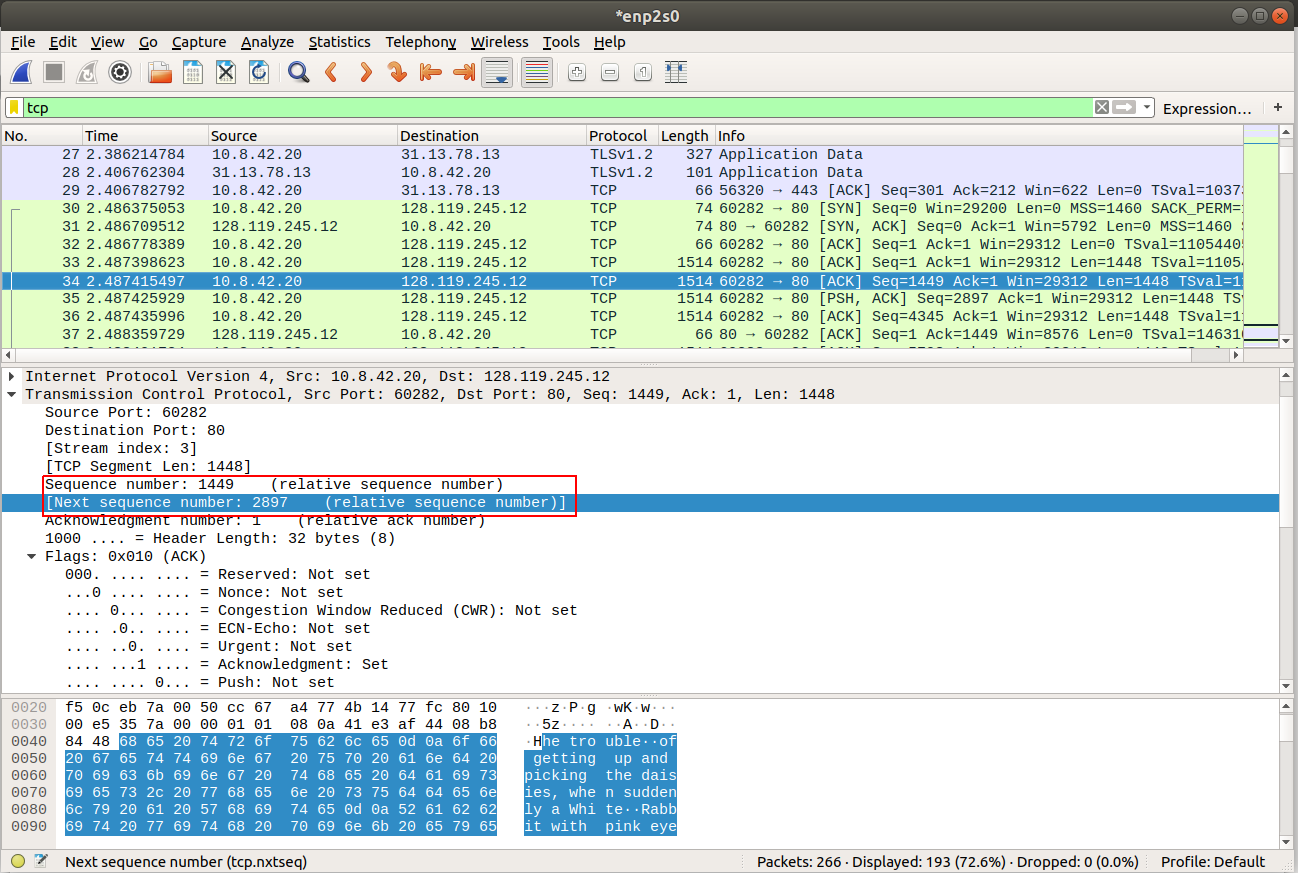 *enp2s0
File Edit View Go Capture Analyze Statistics Telephony Wireless Tools Help
tcp Expression… +
No. Time Source Destination Protocol Length Info
27 2.386214784 10.8.42.20 31.13.78.13 TLSv1.2 327 Application Data
28 2.406762304 31.13.78.13 10.8.42.20 TLSv1.2 101 Application Data
29 2.406782792 10.8.42.20 31.13.78.13 TCP 66 56320 → 443 [ACK] Seq=301 Ack=212 Win=622 Len=0 TSval=10373
30 2.486375053 10.8.42.20 128.119.245.12 TCP 74 60282 → 80 [SYN] Seq=0 Win=29200 Len=0 MSS=1460 SACK_PERM=1
31 2.486709512 128.119.245.12 10.8.42.20 TCP 74 80 → 60282 [SYN, ACK] Seq=0 Ack=1 Win=5792 Len=0 MSS=1460 S
32 2.486778389 10.8.42.20 128.119.245.12 TCP 66 60282 → 80 [ACK] Seq=1 Ack=1 Win=29312 Len=0 TSval=11054405
33 2.487398623 10.8.42.20 128.119.245.12 TCP 1514 60282 → 80 [ACK] Seq=1 Ack=1 Win=29312 Len=1448 TSval=11054
34 2.487415497 10.8.42.20 128.119.245.12 TCP 1514 60282 → 80 [ACK] Seq=1449 Ack=1 Win=29312 Len=1448 TSval=11
35 2.487425929 10.8.42.20 128.119.245.12 TCP 1514 60282 → 80 [PSH, ACK] Seq=2897 Ack=1 Win=29312 Len=1448 TSv
36 2.487435996 10.8.42.20 128.119.245.12 TCP 1514 60282 → 80 [ACK] Seq=4345 Ack=1 Win=29312 Len=1448 TSval=11
37 2.488359729 128.119.245.12 10.8.42.20 TCP 66 80 → 60282 [ACK] Seq=1 Ack=1449 Win=8576 Len=0 TSval=146316
Internet Protocol Version 4, Src: 10.8.42.20, Dst: 128.119.245.12
Transmission Control Protocol, Src Port: 60282, Dst Port: 80, Seq: 1449, Ack: 1, Len: 1448
Source Port: 60282
Destination Port: 80
[Stream index: 3]
[TCP Segment Len: 1448]
Sequence number: 1449 (relative sequence number)
[Next sequence number: 2897 (relative sequence number)]
Acknowledgment number: 1 (relative ack number)
1000 .... = Header Length: 32 bytes (8)
Flags: 0x010 (ACK)
000. .... .... = Reserved: Not set
...0 .... .... = Nonce: Not set
.... 0... .... = Congestion Window Reduced (CWR): Not set
.... .0.. .... = ECN-Echo: Not set
.... ..0. .... = Urgent: Not set
.... ...1 .... = Acknowledgment: Set
.... .... 0... = Push: Not set
0020 f5 0c eb 7a 00 50 cc 67 a4 77 4b 14 77 fc 80 10 ···z·P·g ·wK·w···
0030 00 e5 35 7a 00 00 01 01 08 0a 41 e3 af 44 08 b8 ··5z···· ··A··D··
0040 84 48 68 65 20 74 72 6f 75 62 6c 65 0d 0a 6f 66 ·Hhe tro uble··of
0050 20 67 65 74 74 69 6e 67 20 75 70 20 61 6e 64 20 getting up and
0060 70 69 63 6b 69 6e 67 20 74 68 65 20 64 61 69 73 picking the dais
0070 69 65 73 2c 20 77 68 65 6e 20 73 75 64 64 65 6e ies, whe n sudden
0080 6c 79 20 61 20 57 68 69 74 65 0d 0a 52 61 62 62 ly a Whi te··Rabb
0090 69 74 20 77 69 74 68 20 70 69 6e 6b 20 65 79 65 it with pink eye
Next sequence number (tcp.nxtseq) Packets: 266 · Displayed: 193 (72.6%) · Dropped: 0 (0.0%) Profile: Default